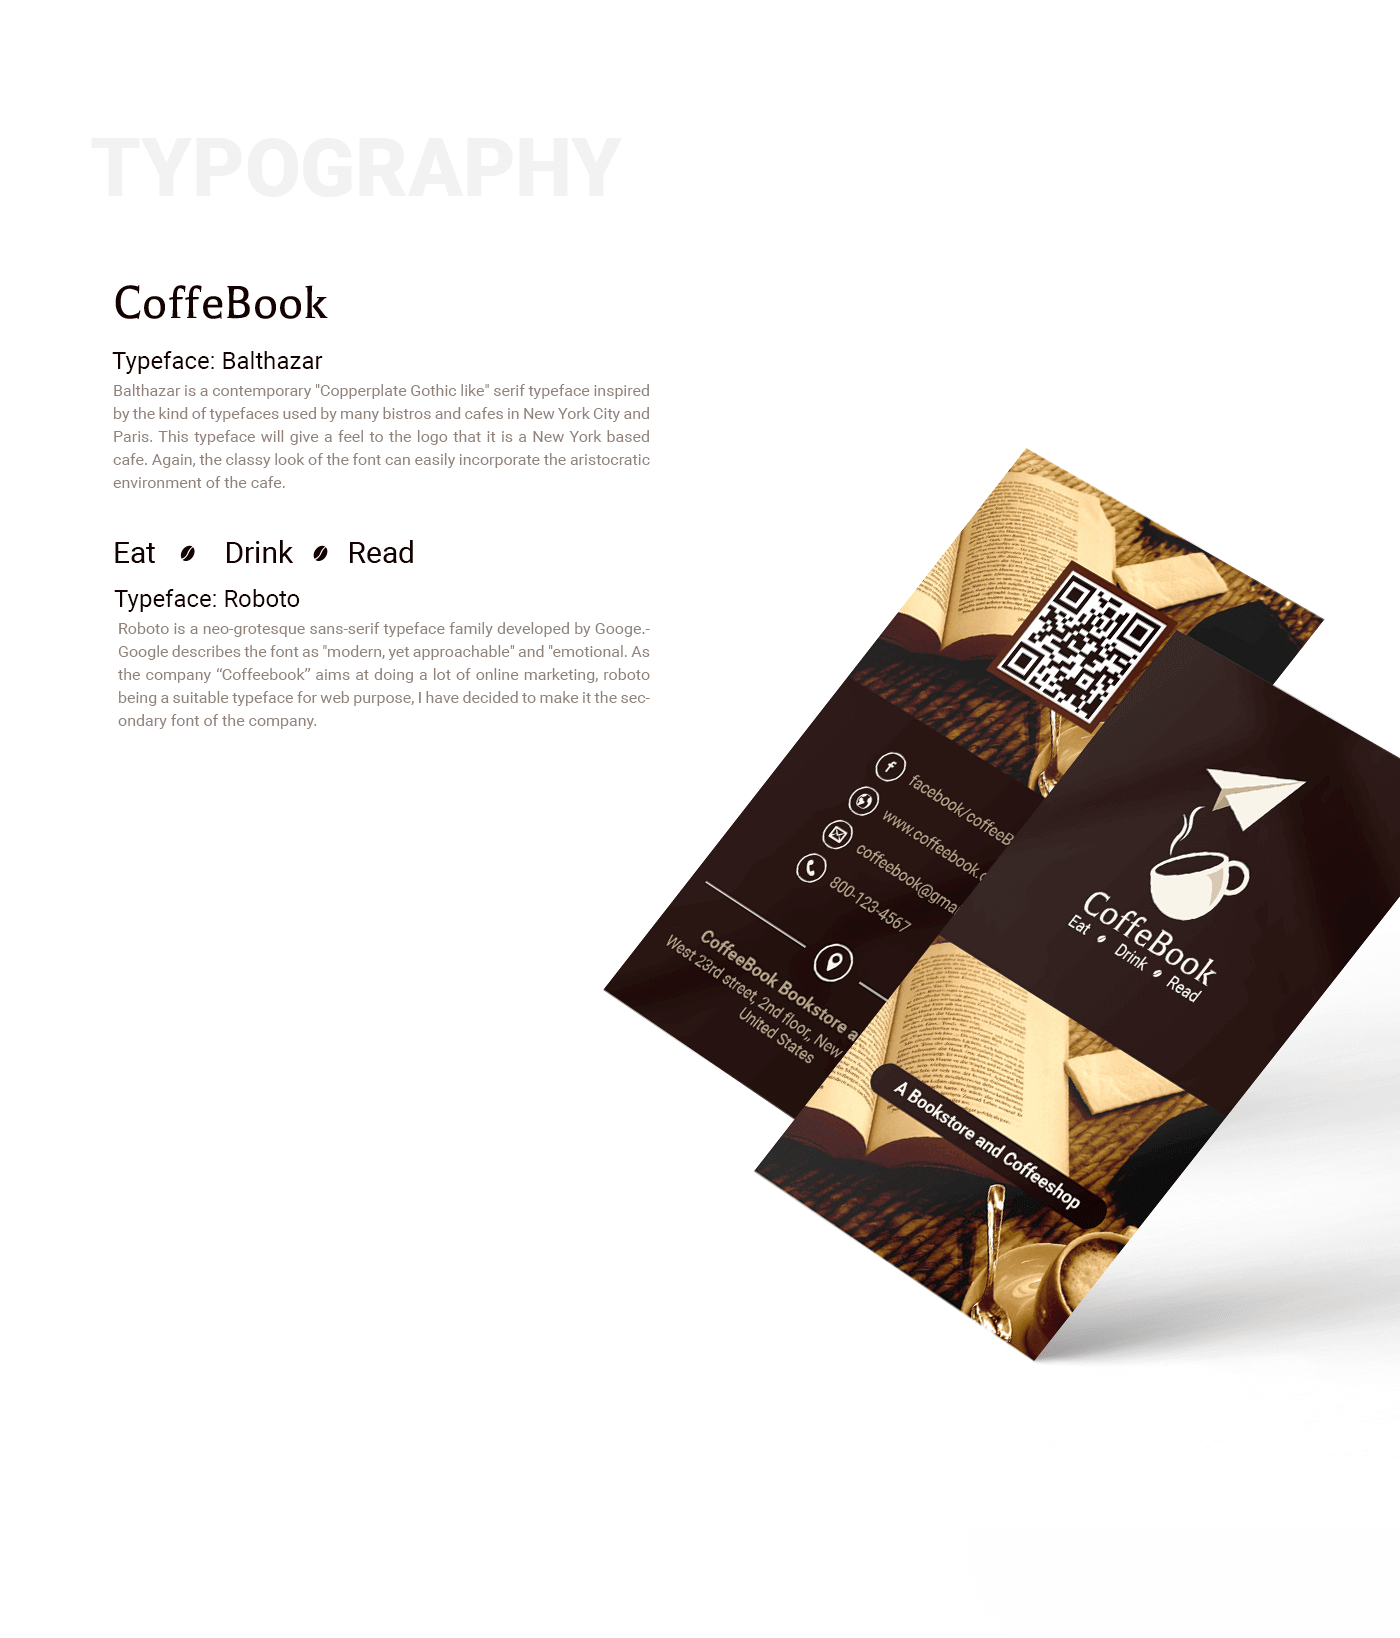 TYPOGRAPHY
CoffeBook
Typeface: Balthazar
Balthazar is a contemporary "Copperplate Gothic like" serif typeface inspired
by the kind of typefaces used by many bistros and cafes in New York City and
Paris. This typeface will give a feel to the logo that it is a New York based
cafe. Again, the classy look of the font can easily incorporate the aristocratic
environment of the cafe.
Eat Drink Read
Typeface: Roboto
Roboto is a neo-grotesque sans-serif typeface family developed by Googe.-
Google describes the font as "modern, yet approachable" and "emotional. As
the company “Coffeebook” aims at doing a lot of online marketing, roboto
being a suitable typeface for web purpose, I have decided to make it the sec-
ondary font of the company.
facebook/coffeeB
www.coffeebook.c
coffeebook@gmai
800-123-4567
CoffeeBook Bookstore a
West 23rd street, 2nd floor,, New
United States
CoffeBook
Eat Drink Read
A Bookstore and Coffeeshop